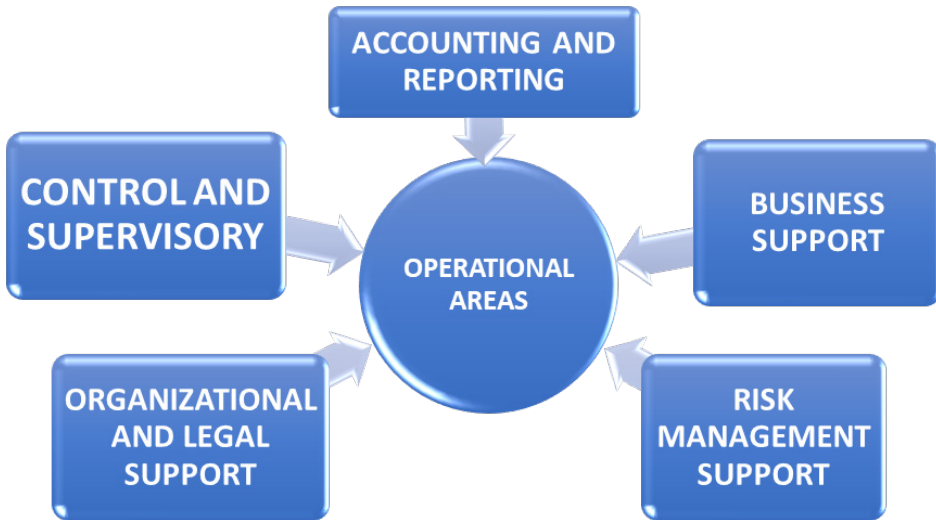 ACCOUNTING AND
REPORTING
CONTROL AND
SUPERVISORY
BUSINESS
SUPPORT
OPERATIONAL
AREAS
ORGANIZATIONAL
AND LEGAL
SUPPORT
RISK
MANAGEMENT
SUPPORT